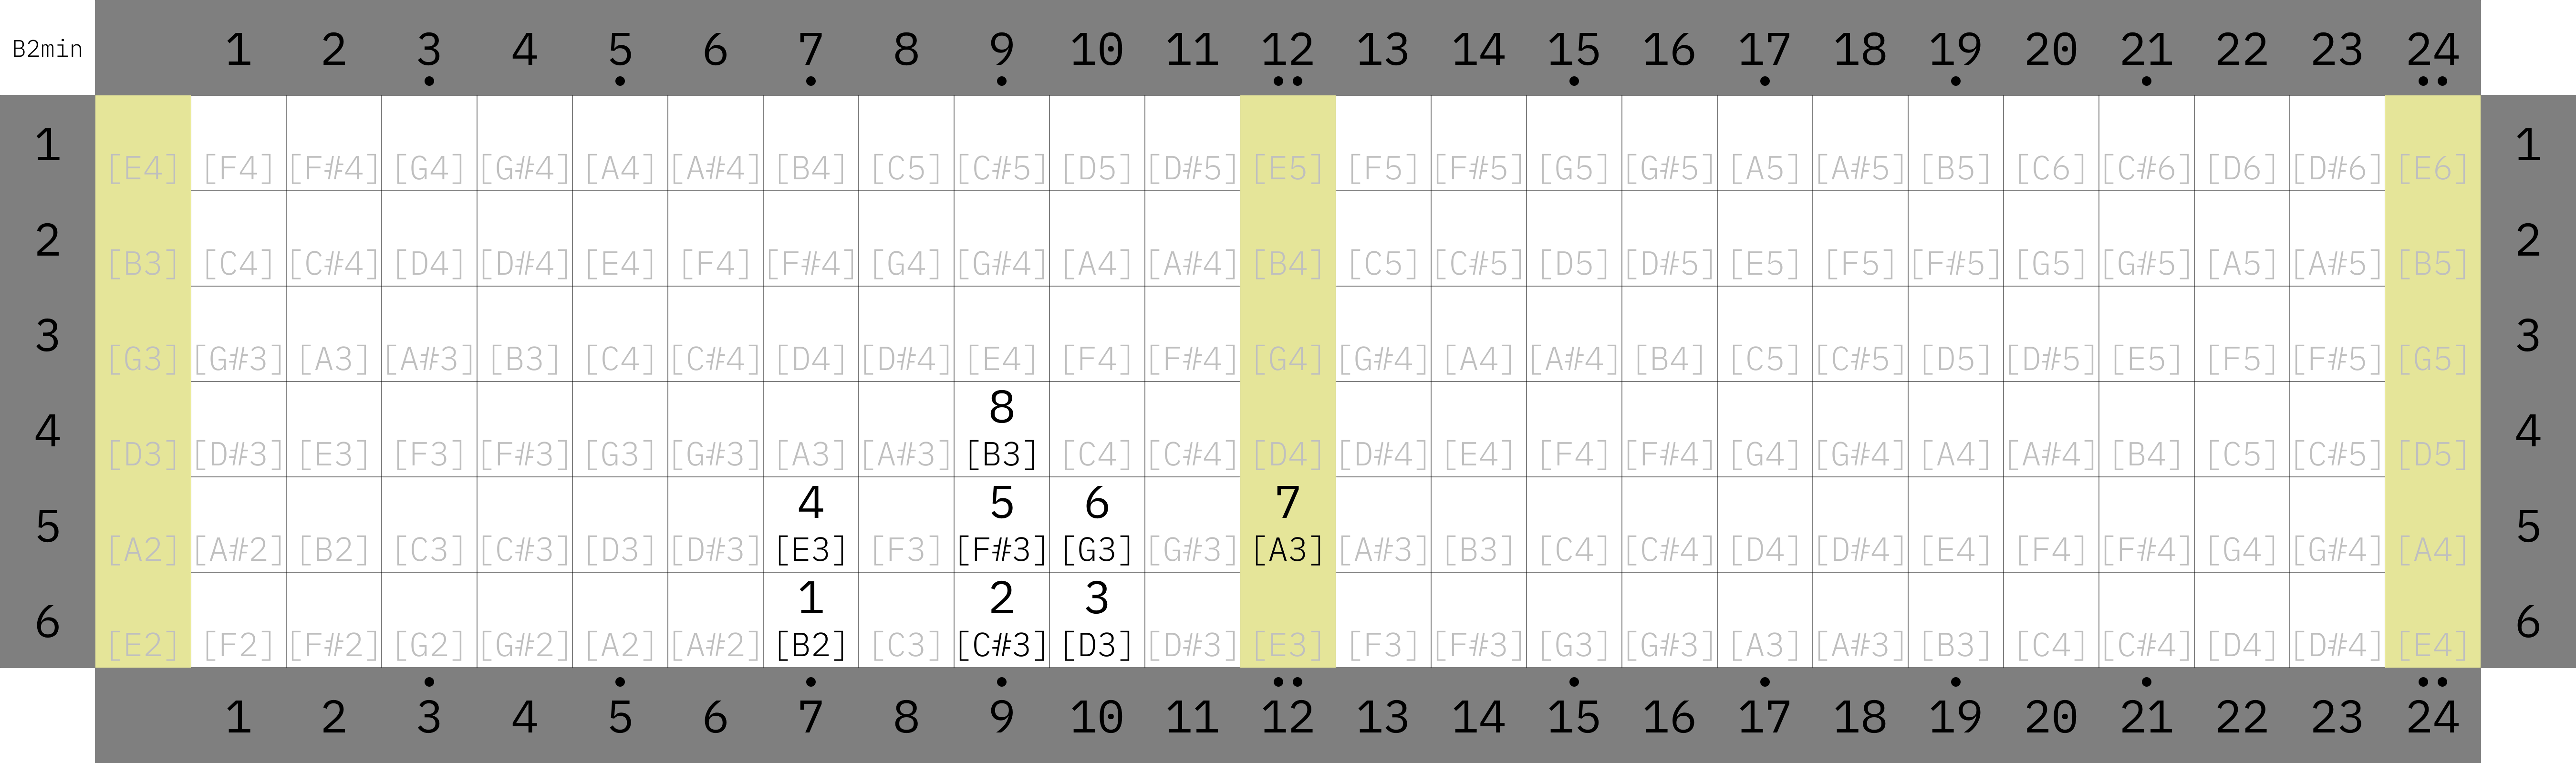 B2min 1 2 3 4 5 6 7 8 9 10 11 12 13 14 15 16 17 18 19 20 21 22 23 24
1 [E4] [F4] [F#4] [G4] [G#4] [A4] [A#4] [B4] [C5] [C#5] [D5] [D#5] [E5] [F5] [F#5] [G5] [G#5] [A5] [A#5] [B5] [C6] [C#6] [D6] [D#6] [E6] 1
2 [B3] [C4] [C#4] [D4] [D#4] [E4] [F4] [F#4] [G4] [G#4] [A4] [A#4] [B4] [C5] [C#5] [D5] [D#5] [E5] [F5] [F#5] [G5] [G#5] [A5] [A#5] [B5] 2
3 [G3] [G#3] [A3] [A#3] [B3] [C4] [C#4] [D4] [D#4] [E4] [F4] [F#4] [G4] [G#4] [A4] [A#4] [B4] [C5] [C#5] [D5] [D#5] [E5] [F5] [F#5] [G5] 3
8
4 [D3] [D#3] [E3] [F3] [F#3] [G3] [G#3] [A3] [A#3] [B3] [C4] [C#4] [D4] [D#4] [E4] [F4] [F#4] [G4] [G#4] [A4] [A#4] [B4] [C5] [C#5] [D5] 4
4 5 6 7
5 [A2] [A#2] [B2] [C3] [C#3] [D3] [D#3] [E3] [F3] [F#3] [G3] [G#3] [A3] [A#3] [B3] [C4] [C#4] [D4] [D#4] [E4] [F4] [F#4] [G4] [G#4] [A4] 5
1 2 3
6 [E2] [F2] [F#2] [G2] [G#2] [A2] [A#2] [B2] [C3] [C#3] [D3] [D#3] [E3] [F3] [F#3] [G3] [G#3] [A3] [A#3] [B3] [C4] [C#4] [D4] [D#4] [E4] 6
1 2 3 4 5 6 7 8 9 10 11 12 13 14 15 16 17 18 19 20 21 22 23 24